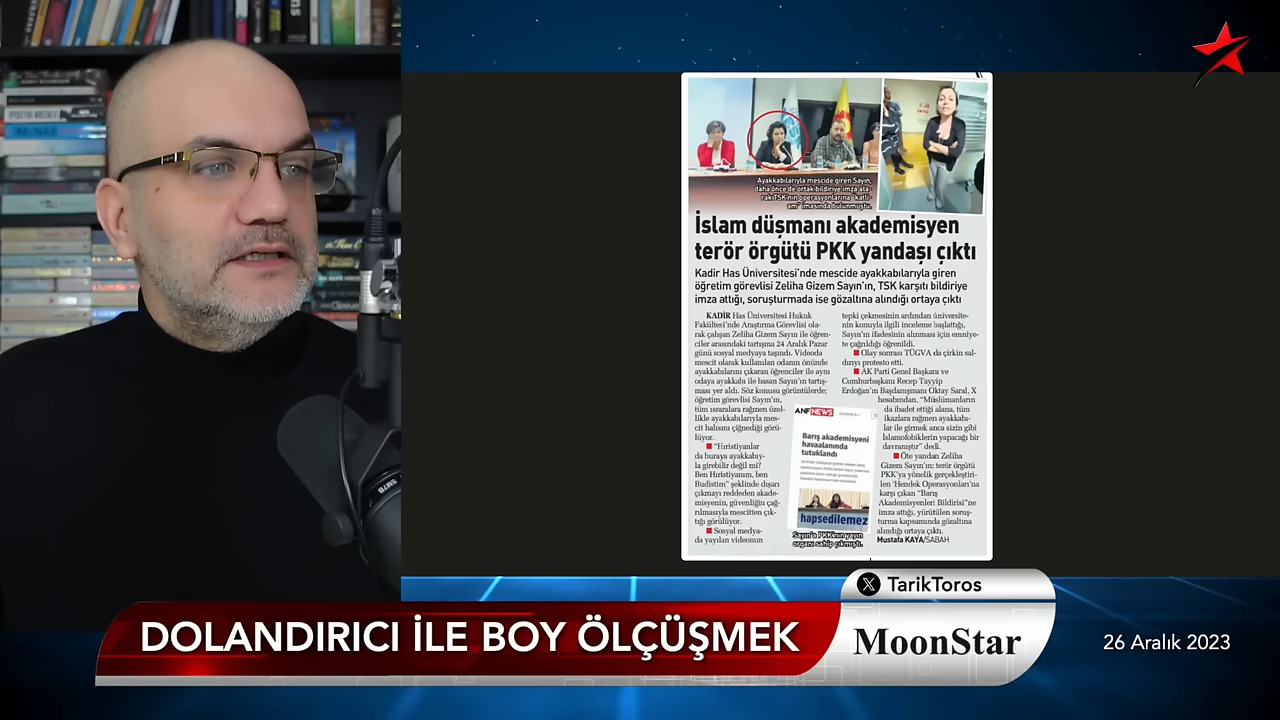 Ayakkabılarıyla mescide giren Sayın,
daha önce de ortak bildiriye imza ata-
rak TSK'nın operasyonlarına "katli-
am" imasında bulunmuştu.
İslam düşmanı akademisyen
terör örgütü PKK yandaşı çıktı
Kadir Has Üniversitesi'nde mescide ayakkabılarıyla giren
öğretim görevlisi Zeliha Gizem Sayın'ın, TSK karşıtı bildiriye
imza attığı, soruşturmada ise gözaltına alındığı ortaya çıktı
KADİR Has Üniversitesi Hukuk
Fakültesi'nde Araştırma Görevlisi ola-
rak çalışan Zeliha Gizem Sayın ile öğren-
ciler arasındaki tartışma 24 Aralık Pazar
günü sosyal medyaya taşındı. Videoda
mescit olarak kullanılan odanın önünde
ayakkabılarını çıkaran öğrenciler ile aynı
odaya ayakkabı ile basan Sayın'ın tartış-
ması yer aldı. Söz konusu görüntülerde;
öğretim görevlisi Sayın'ın,
tüm ısrarlara rağmen özel-
likle ayakkabılarıyla mes-
cit halısını çiğnediği görü-
lüyor.
"Hıristiyanlar
da buraya ayakkabıy-
la girebilir değil mi?
Ben Hıristiyanım, ben
Budistim" şeklinde dışarı
çıkmayı reddeden akade-
misyenin, güvenliğin çağ-
rılmasıyla mescitten çık-
tığı görülüyor.
Sosyal medya-
da yayılan videonun
tepki çekmesinin ardından üniversite-
nin konuyla ilgili inceleme başlattığı,
Sayın'ın ifadesinin alınması için emniye-
te çağrıldığı öğrenildi.
Olay sonrası TÜGVA da çirkin sal-
dırıyı protesto etti.
AK Parti Genel Başkanı ve
Cumhurbaşkanı Recep Tayyip
Erdoğan'ın Başdanışmanı Oktay Saral, X
hesabından, "Müslümanların
da ibadet ettiği alana, tüm
ikazlara rağmen ayakkabı-
lar ile girmek anca sizin gibi
İslamofobiklerin yapacağı bir
davranıştır" dedi.
Öte yandan Zeliha
Gizem Sayın'ın; terör örgütü
PKK'ya yönelik gerçekleştiri-
len 'Hendek Operasyonları'na
karşı çıkan "Barış
Akademisyenleri Bildirisi"ne
imza attığı, yürütülen soruş-
turma kapsamında gözaltına
alındığı ortaya çıktı.
Mustafa KAYA/SABAH
ANF NEWS
Barış akademisyeni
havaalanında
tutuklandı
hapsedilemez
Sayın'a PKK'nın yayın
organı sahip çıkmıştı.
SM7B
TarikToros
DOLANDIRICI İLE BOY ÖLÇÜŞMEK
MoonStar
26 Aralık 2023